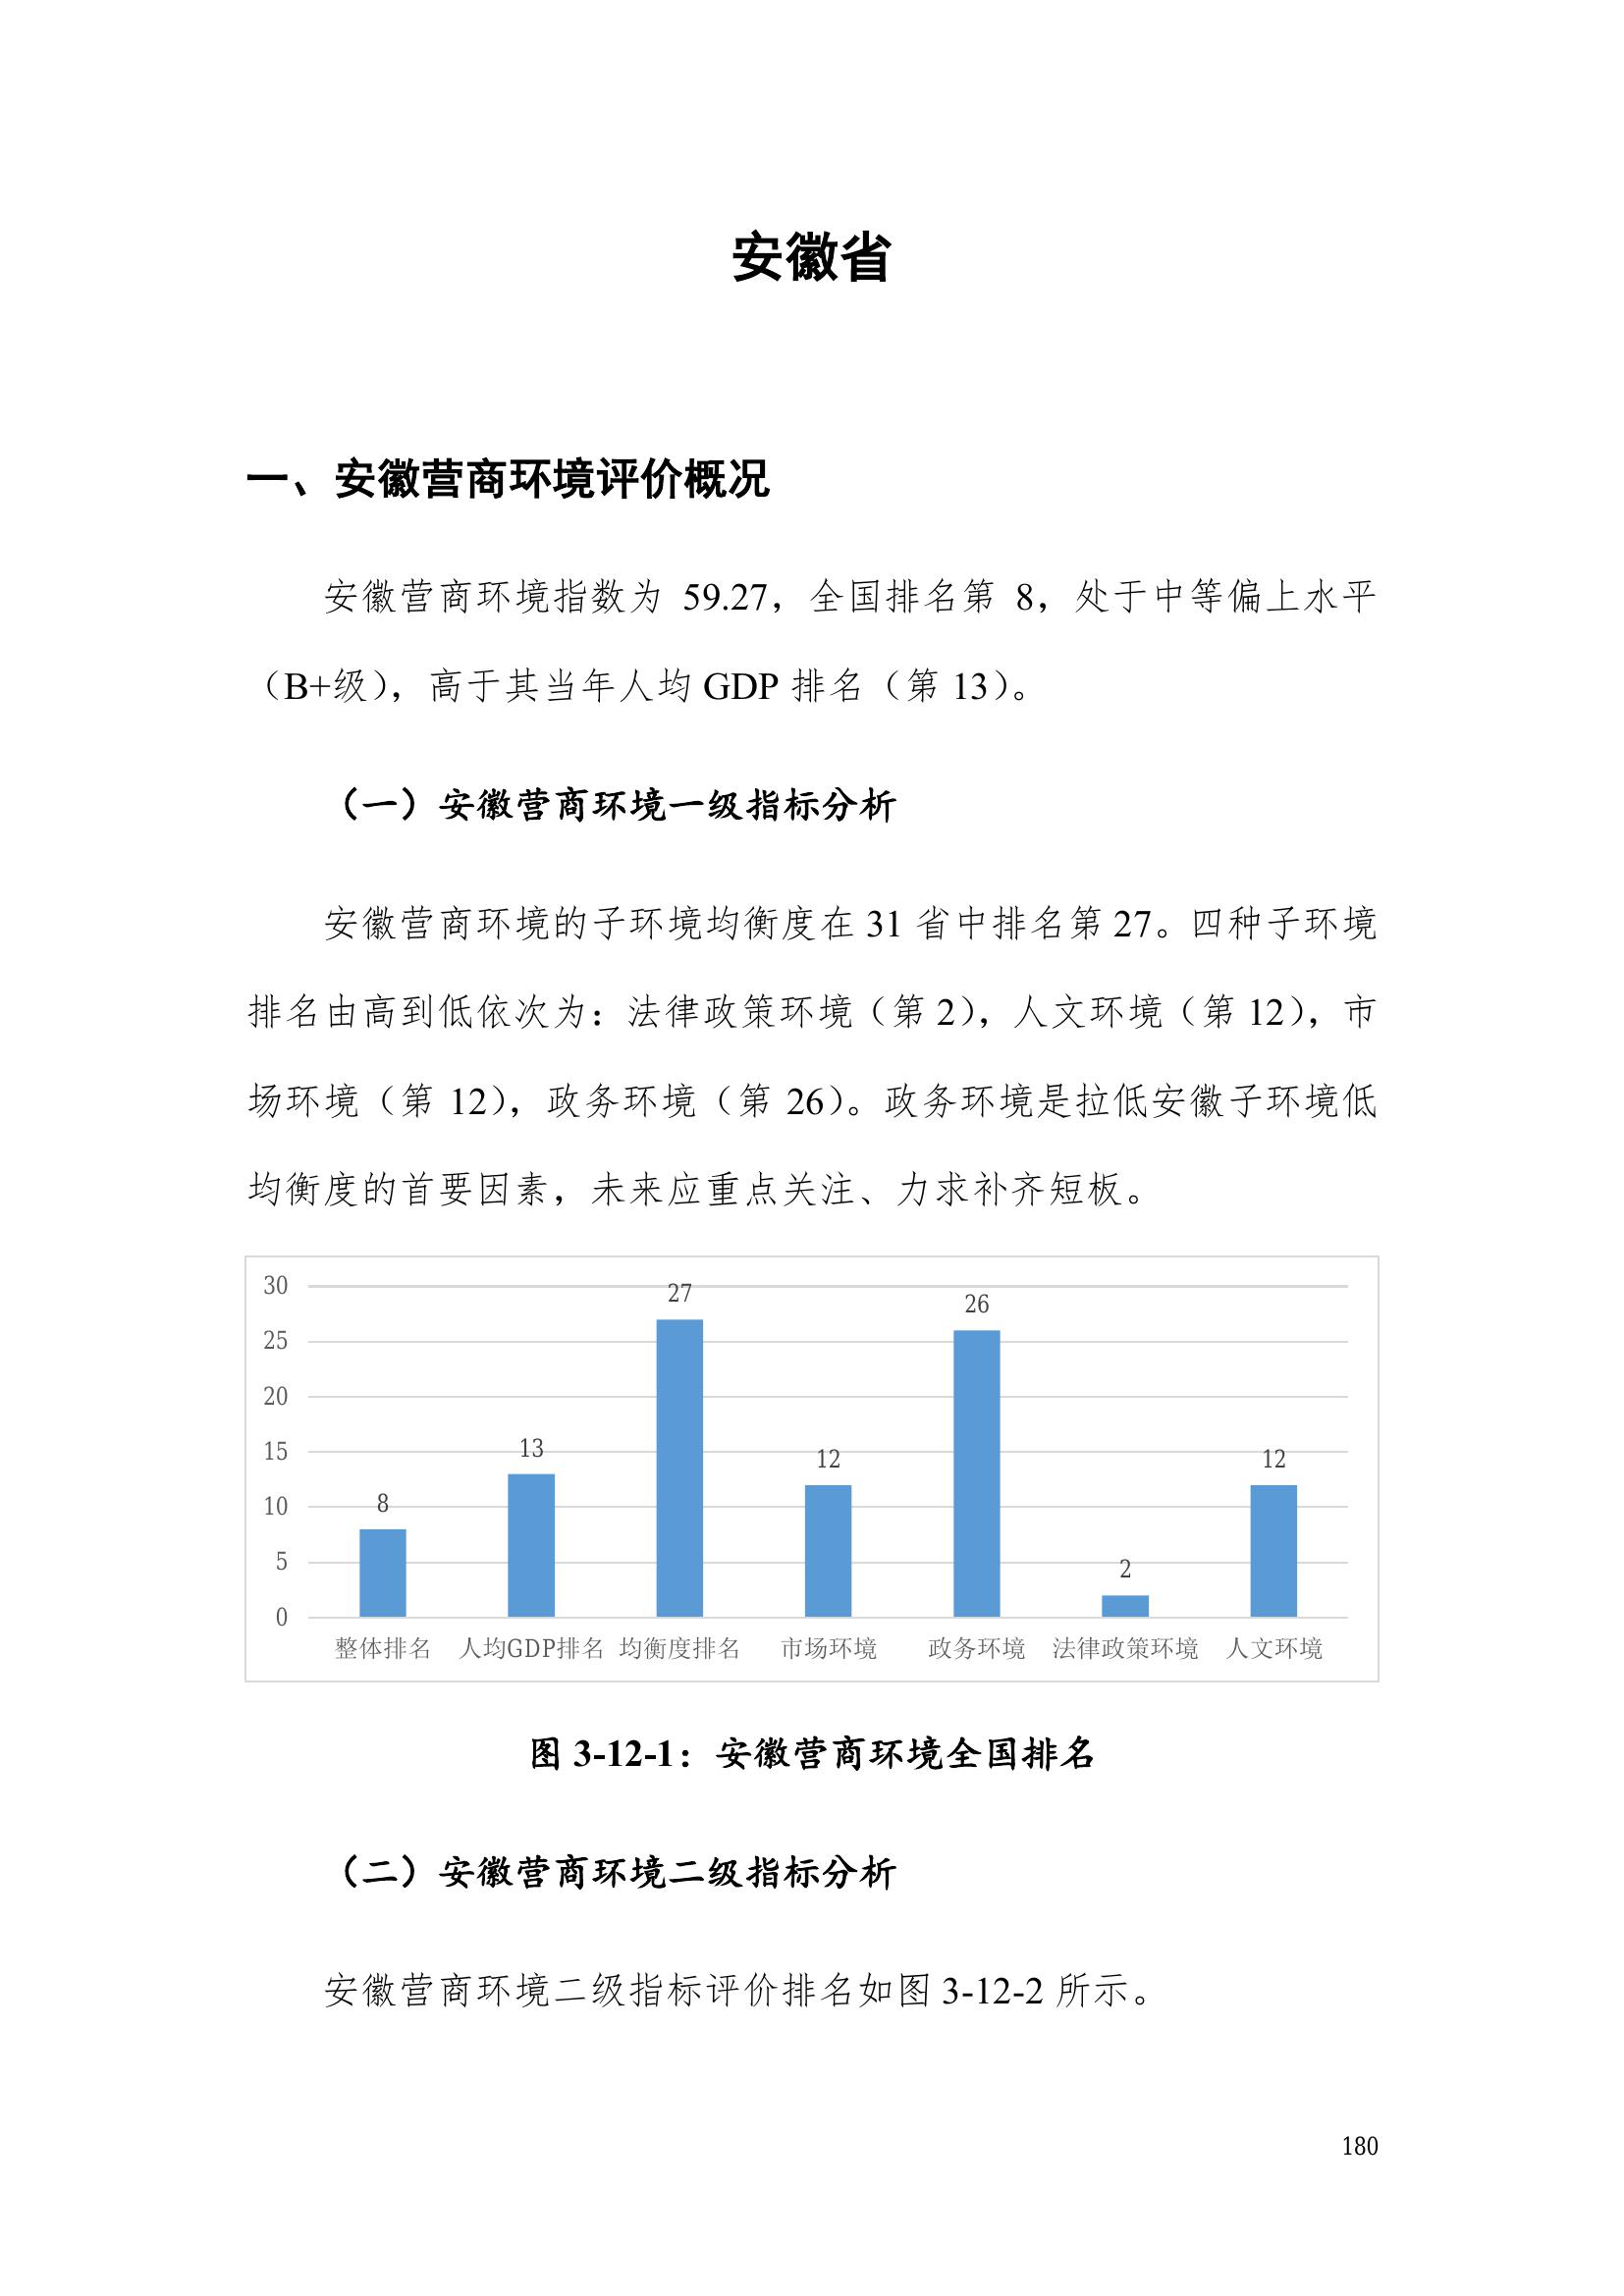 安徽省
一、安徽营商环境评价概况
安徽营商环境指数为 59.27，全国排名第 8，处于中等偏上水平
（B+级），高于其当年人均 GDP 排名（第 13）。
（一）安徽营商环境一级指标分析
安徽营商环境的子环境均衡度在 31 省中排名第 27。四种子环境
排名由高到低依次为：法律政策环境（第 2），人文环境（第 12），市
场环境（第 12），政务环境（第 26）。政务环境是拉低安徽子环境低
均衡度的首要因素，未来应重点关注、力求补齐短板。
30
25
20
15
10
5
0
8
13
27
12
26
2
12
整体排名 人均GDP排名 均衡度排名 市场环境 政务环境 法律政策环境 人文环境
图 3-12-1：安徽营商环境全国排名
（二）安徽营商环境二级指标分析
安徽营商环境二级指标评价排名如图 3-12-2 所示。
180